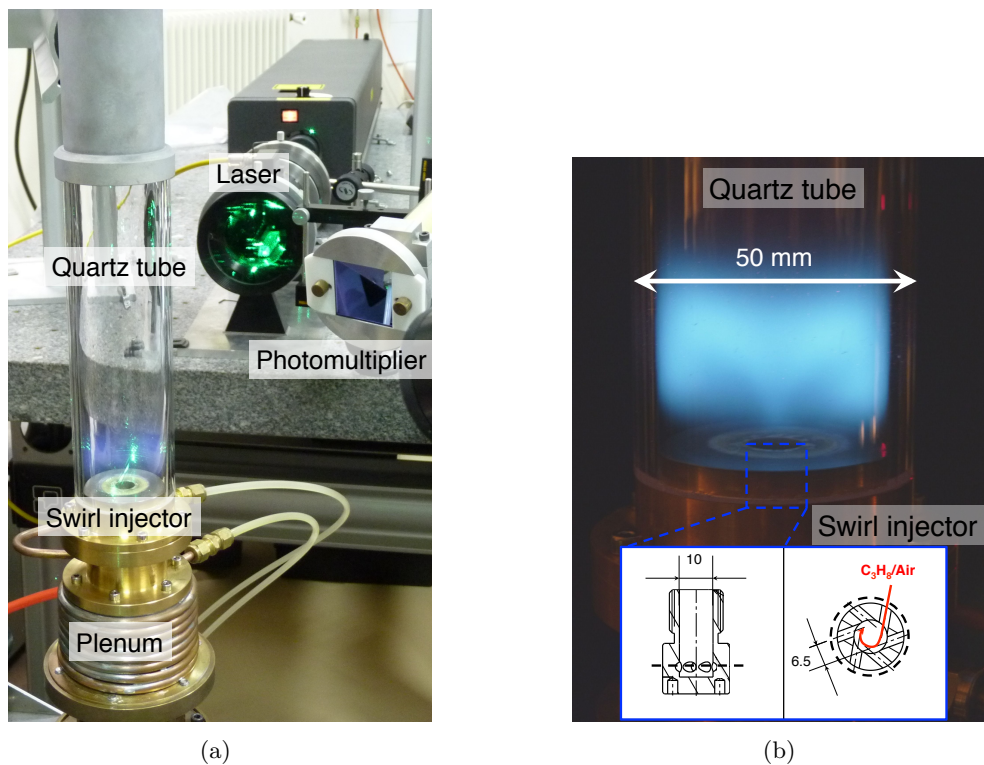 Laser
Quartz tube
Photomultiplier
Swirl injector
Plenum
(a)
Quartz tube
50 mm
Swirl injector
10
C₃H₈/Air
6.5
(b)